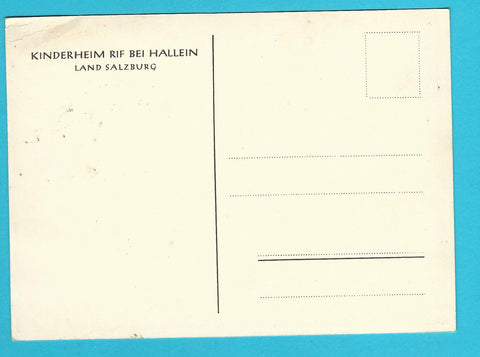 KINDERHEIM RIF BEI HALLEIN
LAND SALZBURG